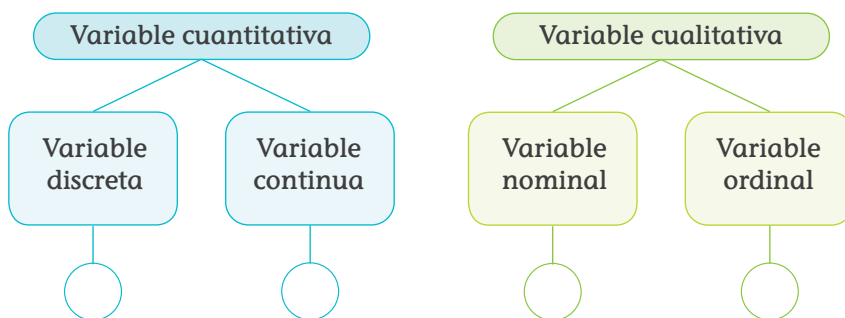 Variable cuantitativa
Variable cualitativa
Variable
discreta
Variable
continua
Variable
nominal
Variable
ordinal